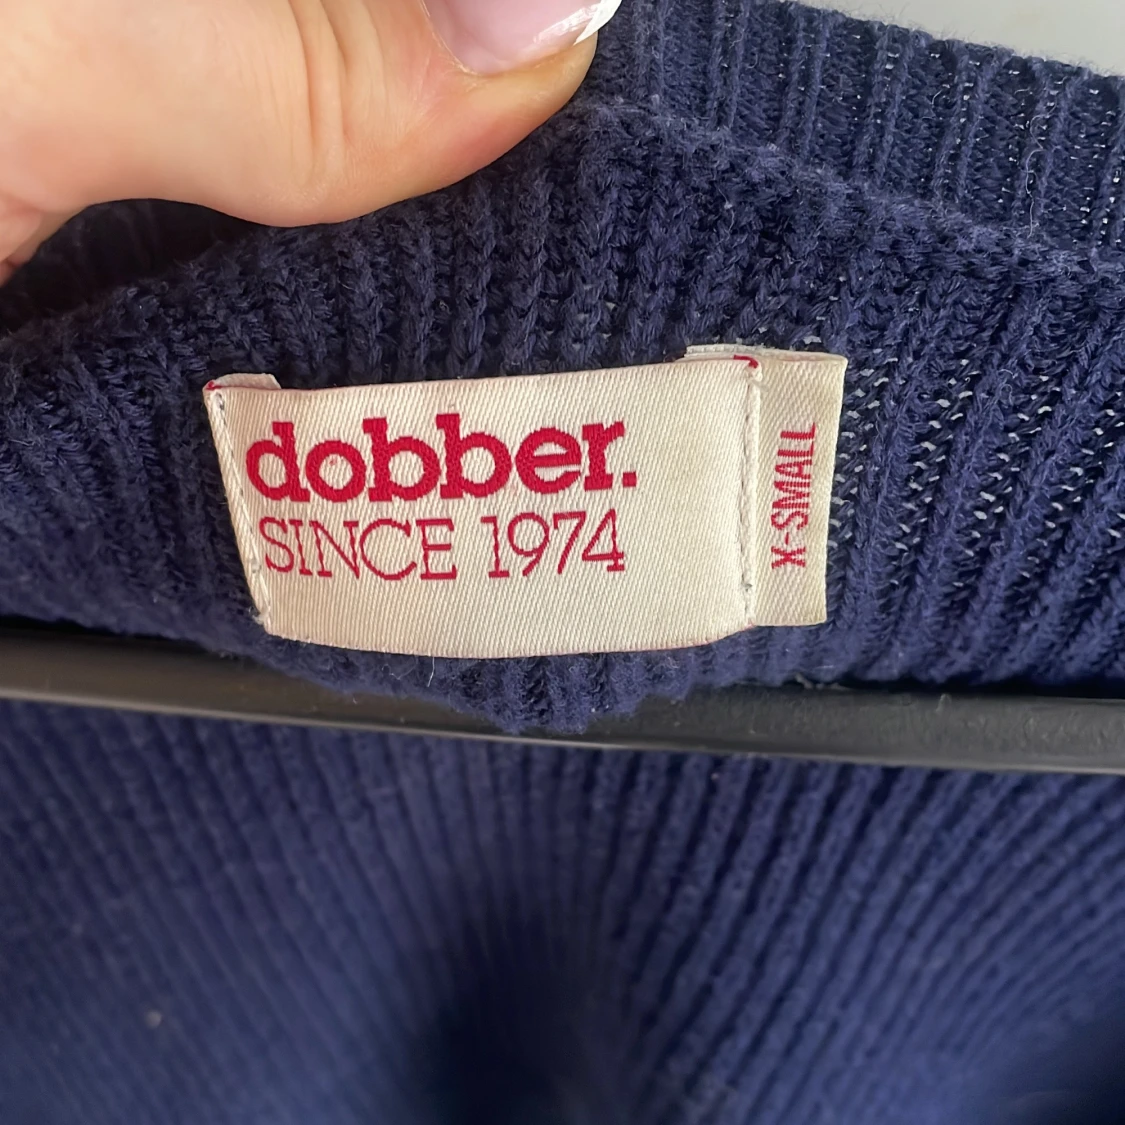 dobber.
SINCE 1974
X-SMALL